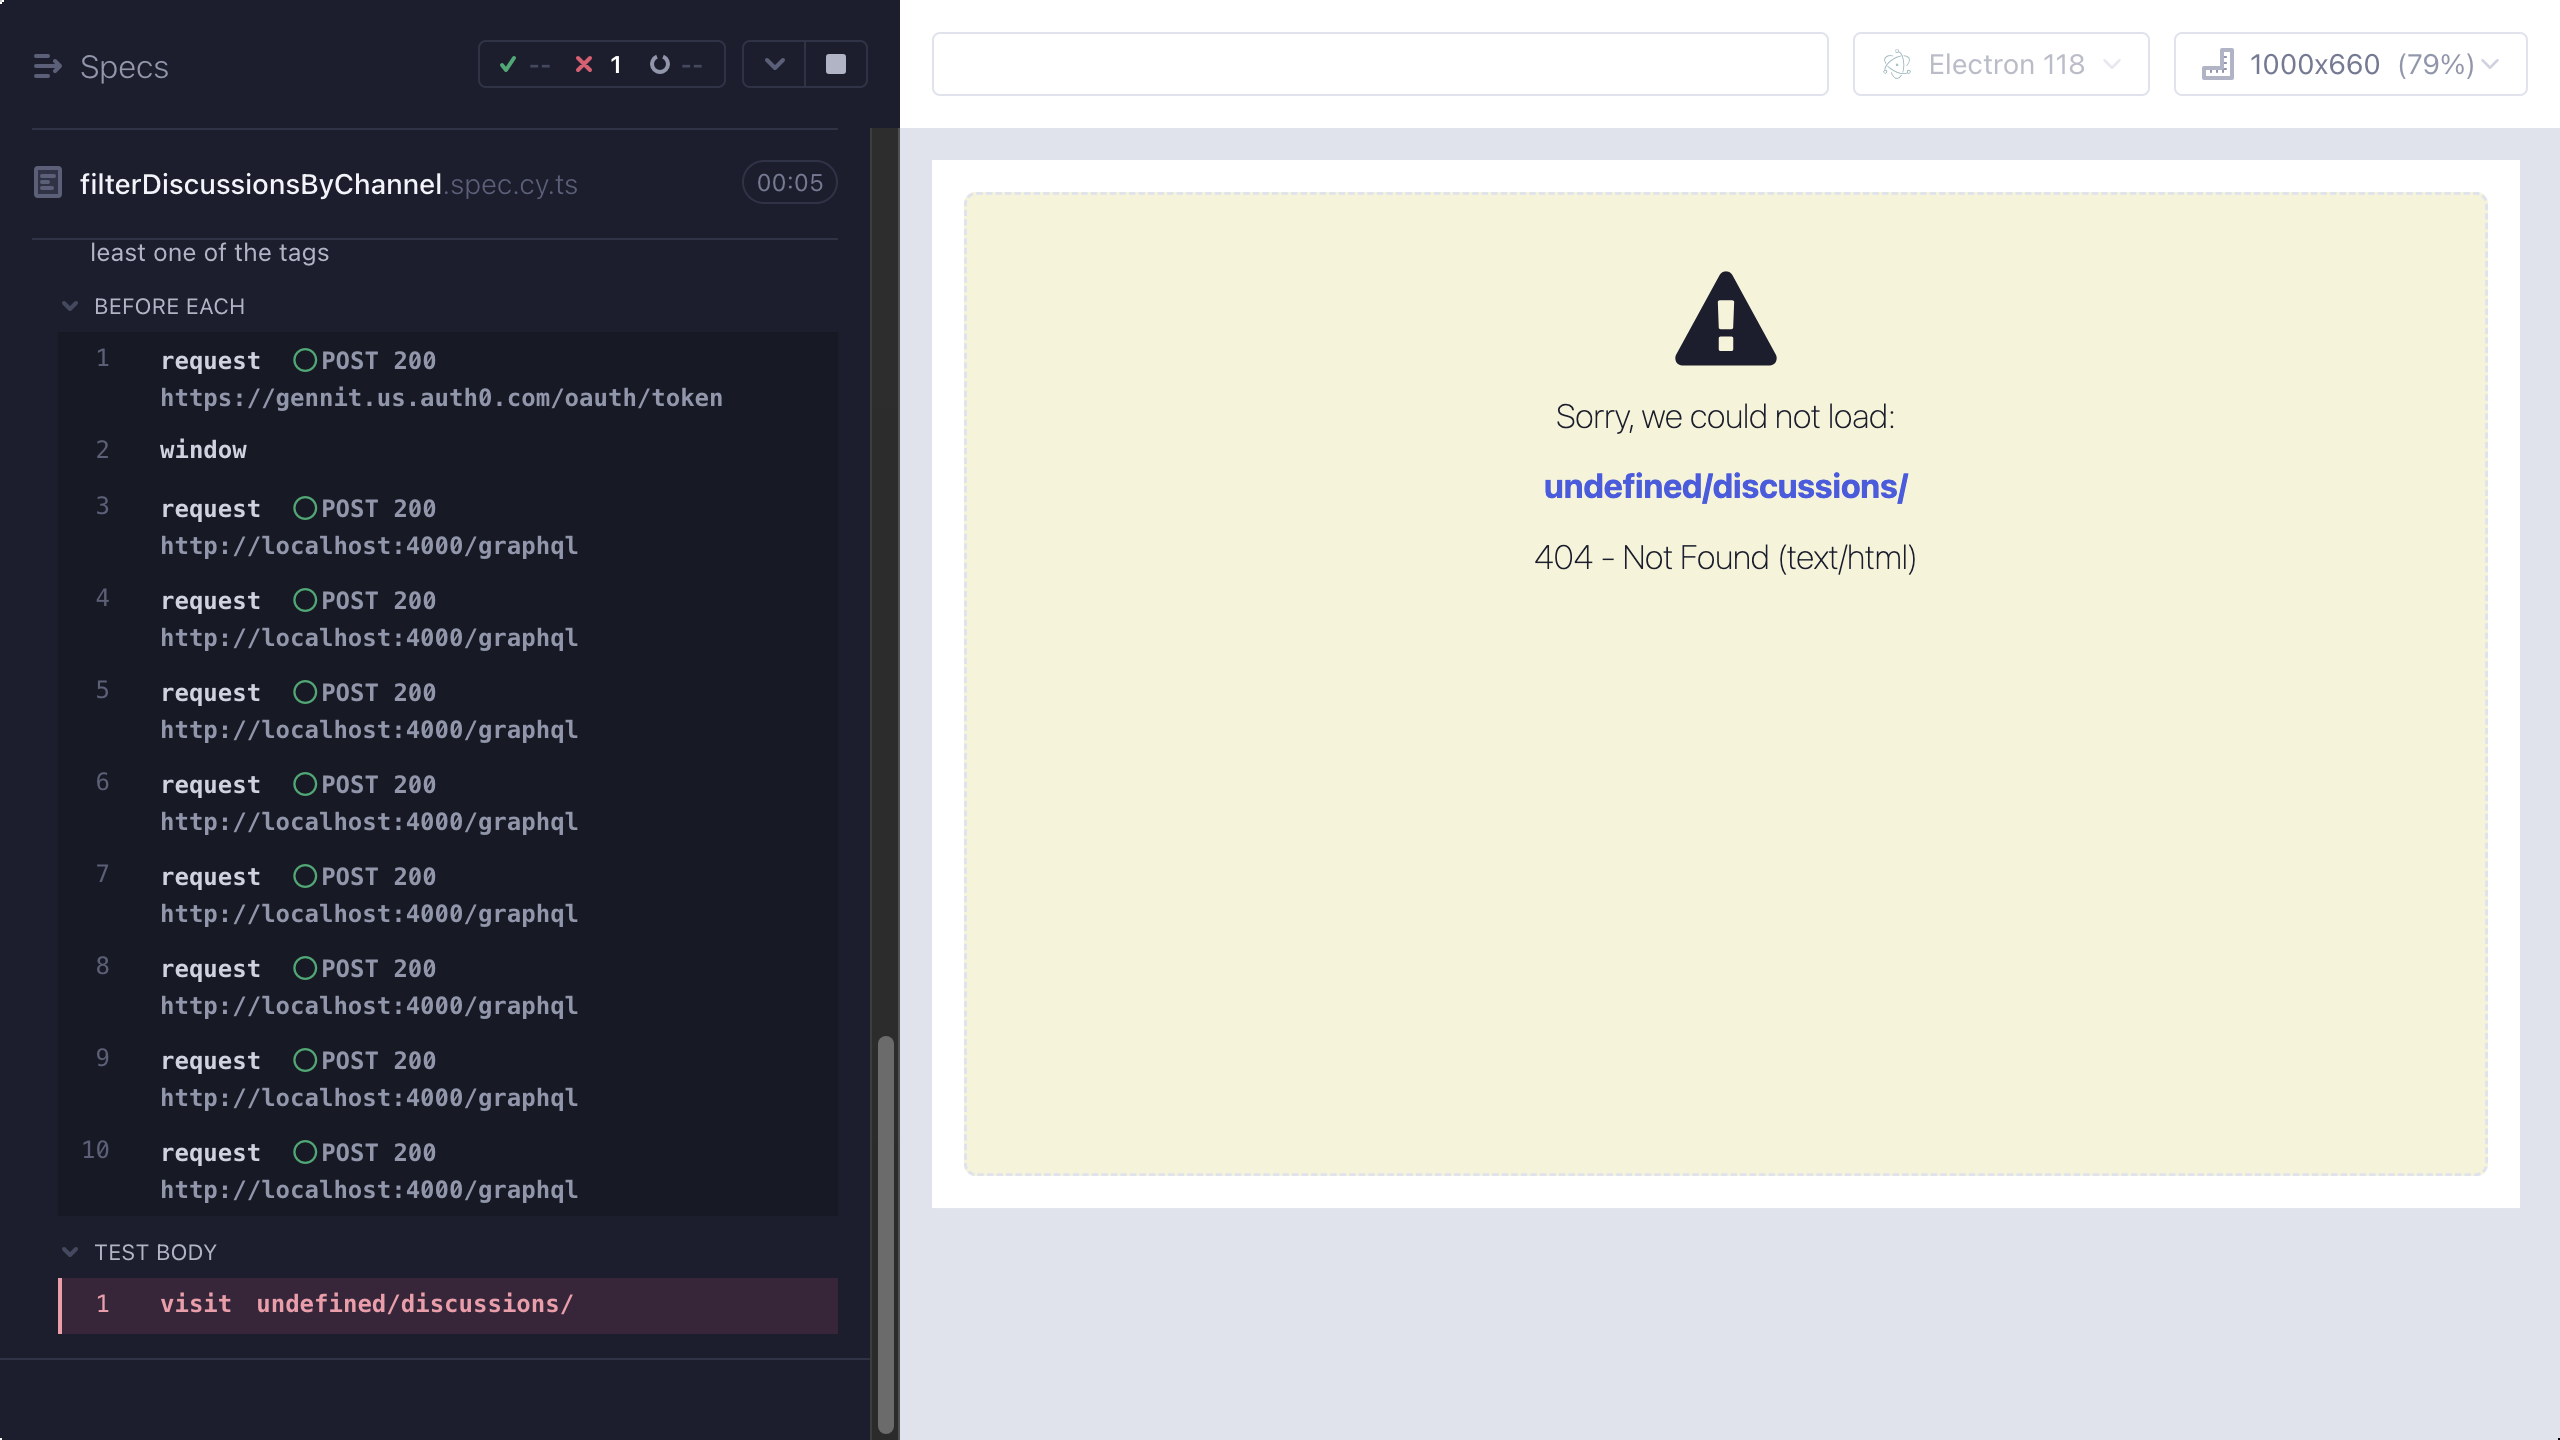 Specs
-- 1 --
filterDiscussionsByChannel.spec.cy.ts 00:05
least one of the tags
BEFORE EACH
1 request POST 200
https://gennit.us.auth0.com/oauth/token
2 window
3 request POST 200
http://localhost:4000/graphql
4 request POST 200
http://localhost:4000/graphql
5 request POST 200
http://localhost:4000/graphql
6 request POST 200
http://localhost:4000/graphql
7 request POST 200
http://localhost:4000/graphql
8 request POST 200
http://localhost:4000/graphql
9 request POST 200
http://localhost:4000/graphql
10 request POST 200
http://localhost:4000/graphql
TEST BODY
1 visit undefined/discussions/
Electron 118
1000x660 (79%)
Sorry, we could not load:
undefined/discussions/
404 - Not Found (text/html)